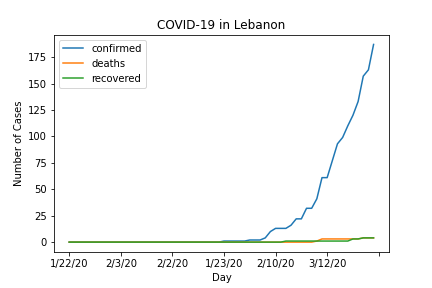 COVID-19 in Lebanon
confirmed
deaths
recovered
Number of Cases
175
150
125
100
75
50
25
0
1/22/20 2/3/20 2/2/20 1/23/20 2/10/20 3/12/20
Day